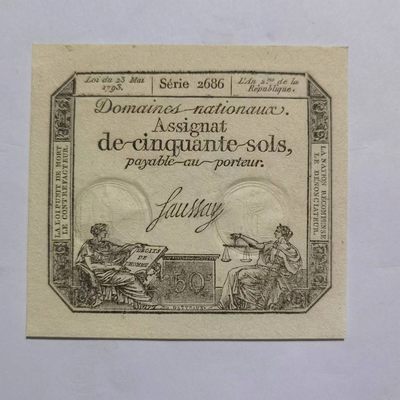 Loi du 23 Mai
1793.
Série 2686
L'An 2me de la
République.
Domaines nationaux.
Assignat
de cinquante sols,
payable au porteur.
LA LOI PUNIT DE MORT
LE CONTREFACTEUR.
LA NATION RÉCOMPENSE
LE DÉNONCIATEUR.
Saussay
DROITS
DE
L'HOMME
50